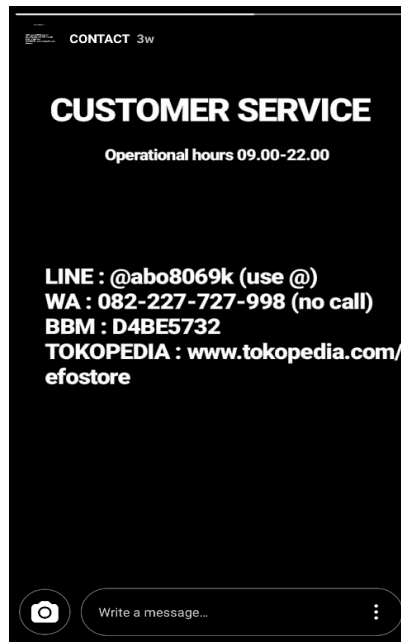 CONTACT 3w
CUSTOMER SERVICE
Operational hours 09.00-22.00
LINE : @abo8069k (use @)
WA : 082-227-727-998 (no call)
BBM : D4BE5732
TOKOPEDIA : www.tokopedia.com/
efostore
Write a message...